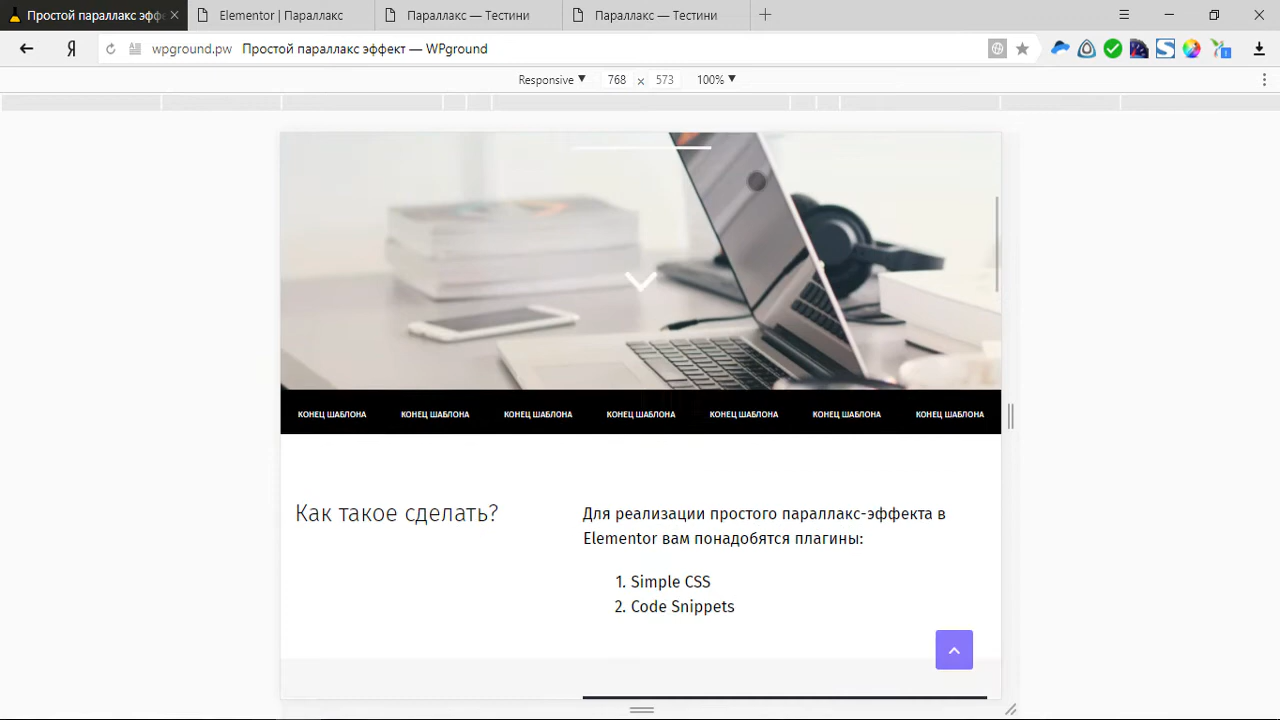 Простой параллакс эффе
Elementor | Параллакс
Параллакс — Тестини
Параллакс — Тестини
Я
wpground.pw Простой параллакс эффект — WPground
Responsive 768 × 573 100%
КОНЕЦ ШАБЛОНА КОНЕЦ ШАБЛОНА КОНЕЦ ШАБЛОНА КОНЕЦ ШАБЛОНА КОНЕЦ ШАБЛОНА КОНЕЦ ШАБЛОНА КОНЕЦ ШАБЛОНА
Как такое сделать?
Для реализации простого параллакс-эффекта в
Elementor вам понадобятся плагины:
1. Simple CSS
2. Code Snippets